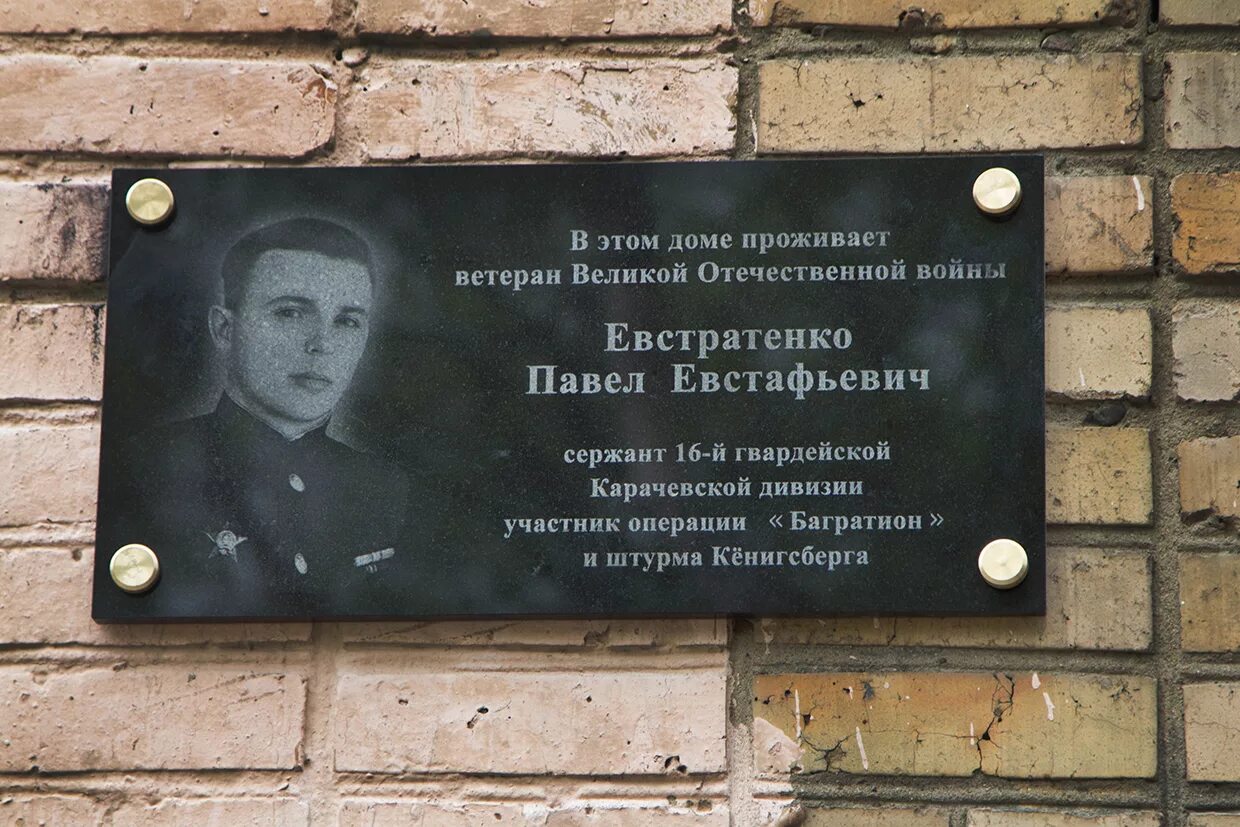 В этом доме проживает
ветеран Великой Отечественной войны
Евстратенко
Павел Евстафьевич
сержант 16-й гвардейской
Карачевской дивизии
участник операции « Багратион »
и штурма Кёнигсберга